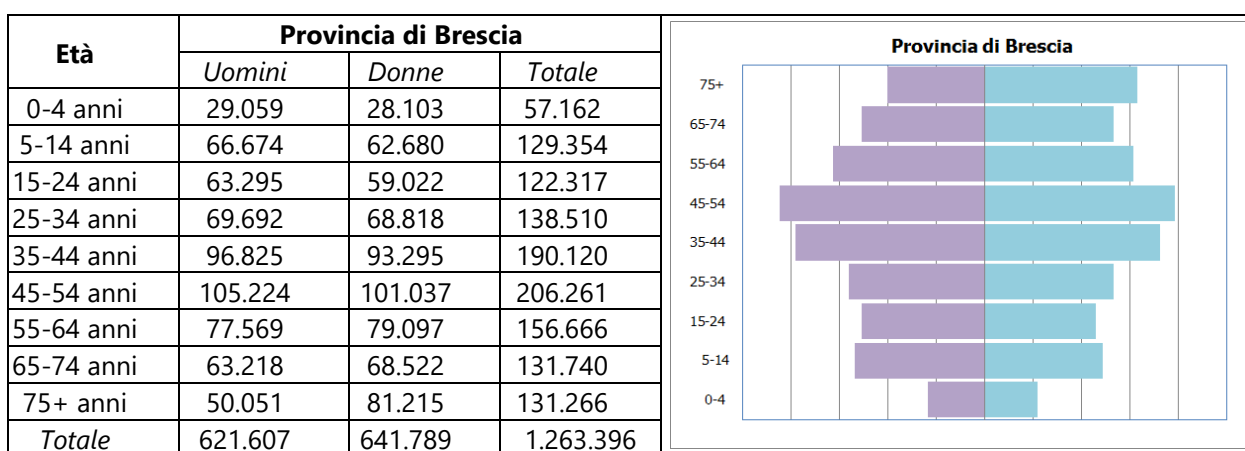 Età Provincia di Brescia
Uomini Donne Totale
0-4 anni 29.059 28.103 57.162
5-14 anni 66.674 62.680 129.354
15-24 anni 63.295 59.022 122.317
25-34 anni 69.692 68.818 138.510
35-44 anni 96.825 93.295 190.120
45-54 anni 105.224 101.037 206.261
55-64 anni 77.569 79.097 156.666
65-74 anni 63.218 68.522 131.740
75+ anni 50.051 81.215 131.266
Totale 621.607 641.789 1.263.396
Provincia di Brescia
75+
65-74
55-64
45-54
35-44
25-34
15-24
5-14
0-4